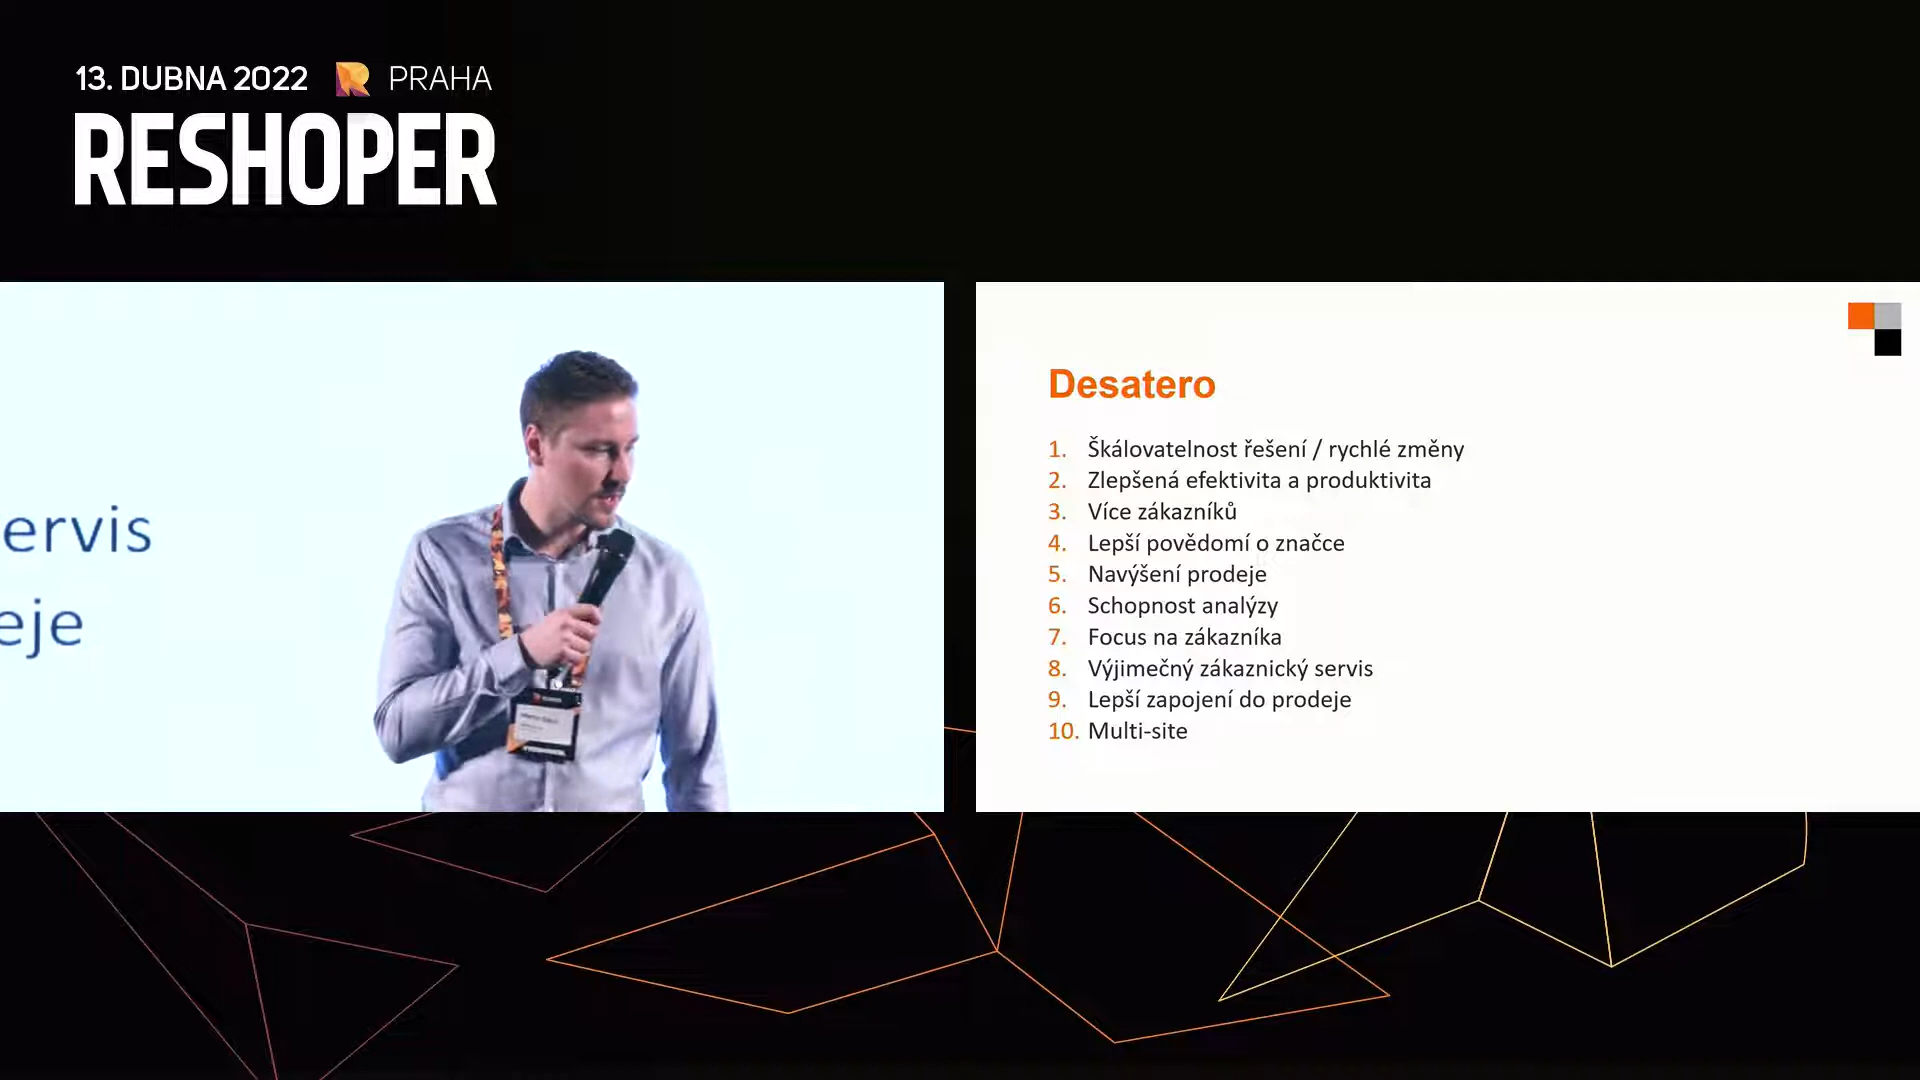 13. DUBNA 2022 PRAHA
RESHOPER
ervis
eje
Desatero
1. Škálovatelnost řešení / rychlé změny
2. Zlepšená efektivita a produktivita
3. Více zákazníků
4. Lepší povědomí o značce
5. Navýšení prodeje
6. Schopnost analýzy
7. Focus na zákazníka
8. Výjimečný zákaznický servis
9. Lepší zapojení do prodeje
10. Multi-site